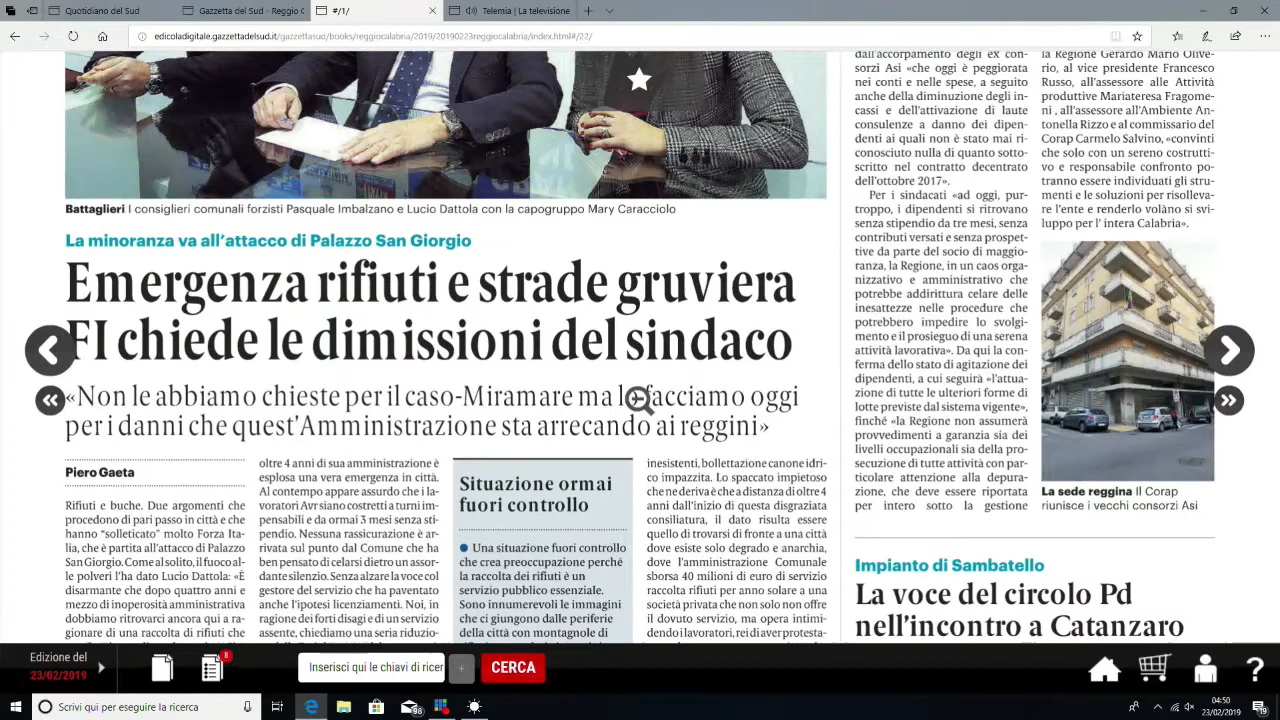 Quotidiano del Sud
Gazzetta del Sud - Reggio C
#/1
Telemia | La televisione
edicoladigitale.gazzettadelsud.it/gazzettasud/books/reggiocalabria/2019/20190223reggiocalabria/index.html#/22/
Battaglieri I consiglieri comunali forzisti Pasquale Imbalzano e Lucio Dattola con la capogruppo Mary Caracciolo
La minoranza va all'attacco di Palazzo San Giorgio
Emergenza rifiuti e strade gruviera
FI chiede le dimissioni del sindaco
«Non le abbiamo chieste per il caso-Miramare ma lo facciamo oggi
per i danni che quest'Amministrazione sta arrecando ai reggini»
Piero Gaeta
Rifiuti e buche. Due argomenti che
procedono di pari passo in città e che
hanno “solleticato” molto Forza Ita-
lia, che è partita all'attacco di Palazzo
San Giorgio. Come al solito, il fuoco al-
le polveri l'ha dato Lucio Dattola: «È
disarmante che dopo quattro anni e
mezzo di inoperosità amministrativa
dobbiamo ritrovarci ancora qui a ra-
gionare di una raccolta di rifiuti che
oltre 4 anni di sua amministrazione è
esplosa una vera emergenza in città.
Al contempo appare assurdo che i la-
voratori Avr siano costretti a turni im-
pensabili e da ormai 3 mesi senza sti-
pendio. Nessuna rassicurazione è ar-
rivata sul punto dal Comune che ha
ben pensato di celarsi dietro un assor-
dante silenzio. Senza alzare la voce col
gestore del servizio che ha paventato
anche l'ipotesi licenziamenti. Noi, in
ragione dei forti disagi e di un servizio
assente, chiediamo una seria riduzio-
Situazione ormai
fuori controllo
● Una situazione fuori controllo
che crea preoccupazione perché
la raccolta dei rifiuti è un
servizio pubblico essenziale.
Sono innumerevoli le immagini
che ci giungono dalle periferie
della città con montagnole di
inesistenti, bollettazione canone idri-
co impazzita. Lo spaccato impietoso
che ne deriva è che a distanza di oltre 4
anni dall'inizio di questa disgraziata
consiliatura, il dato risulta essere
quello di trovarsi di fronte a una città
dove esiste solo degrado e anarchia,
dove l'amministrazione Comunale
sborsa 40 milioni di euro di servizio
raccolta rifiuti per anno solare a una
società privata che non solo non offre
il dovuto servizio, ma opera intimi-
dendo i lavoratori, rei di aver protesta-
dall'accorpamento degli ex con-
sorzi Asi «che oggi è peggiorata
nei conti e nelle spese, a seguito
anche della diminuzione degli in-
cassi e dell'attivazione di laute
consulenze a danno dei dipen-
denti ai quali non è stato mai ri-
conosciuto nulla di quanto sotto-
scritto nel contratto decentrato
dell'ottobre 2017».
Per i sindacati «ad oggi, pur-
troppo, i dipendenti si ritrovano
senza stipendio da tre mesi, senza
contributi versati e senza prospet-
tive da parte del socio di maggio-
ranza, la Regione, in un caos orga-
nizzativo e amministrativo che
potrebbe addirittura celare delle
inesattezze nelle procedure che
potrebbero impedire lo svolgi-
mento e il prosieguo di una serena
attività lavorativa». Da qui la con-
ferma dello stato di agitazione dei
dipendenti, a cui seguirà «l'attua-
zione di tutte le ulteriori forme di
lotte previste dal sistema vigente»,
finché «la Regione non assumerà
provvedimenti a garanzia sia dei
livelli occupazionali sia della pro-
secuzione di tutte attività con par-
ticolare attenzione alla depura-
zione, che deve essere riportata
per intero sotto la gestione
la Regione Gerardo Mario Olive-
rio, al vice presidente Francesco
Russo, all'assessore alle Attività
produttive Mariateresa Fragome-
ni , all'assessore all'Ambiente An-
tonella Rizzo e al commissario del
Corap Carmelo Salvino, «convinti
che solo con un sereno costrutti-
vo e responsabile confronto po-
tranno essere individuati gli stru-
menti e le soluzioni per risolleva-
re l'ente e renderlo volàno si svi-
luppo per l' intera Calabria».
La sede reggina Il Corap
riunisce i vecchi consorzi Asi
Impianto di Sambatello
La voce del circolo Pd
nell'incontro a Catanzaro
Edizione del
23/02/2019
8
Inserisci qui le chiavi di ricer
+
CERCA
?
Scrivi qui per eseguire la ricerca
98
04:50
23/02/2019